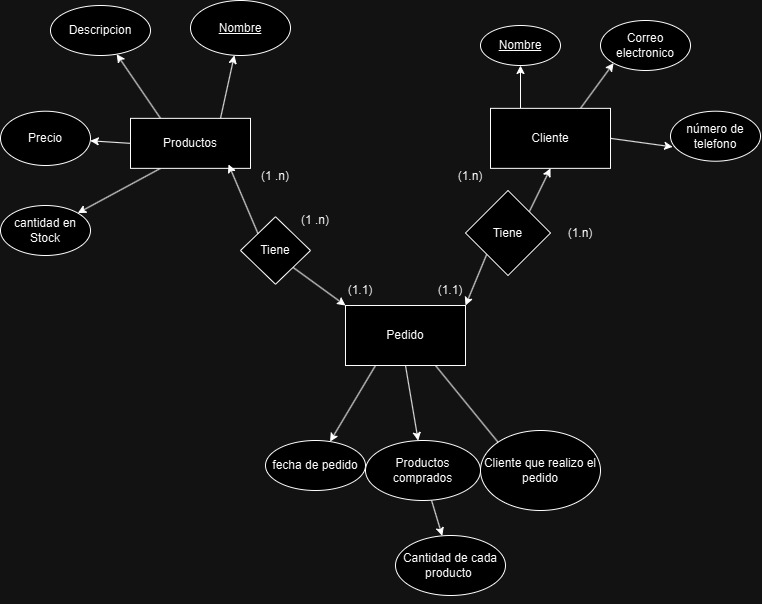 Descripcion
Nombre
Nombre
Correo
electronico
Precio
Productos
Cliente
número de
telefono
(1 .n)
(1.n)
cantidad en
Stock
(1 .n)
Tiene
Tiene
(1.n)
(1.1)
(1.1)
Pedido
fecha de pedido
Productos
comprados
Cliente que realizo el
pedido
Cantidad de cada
producto